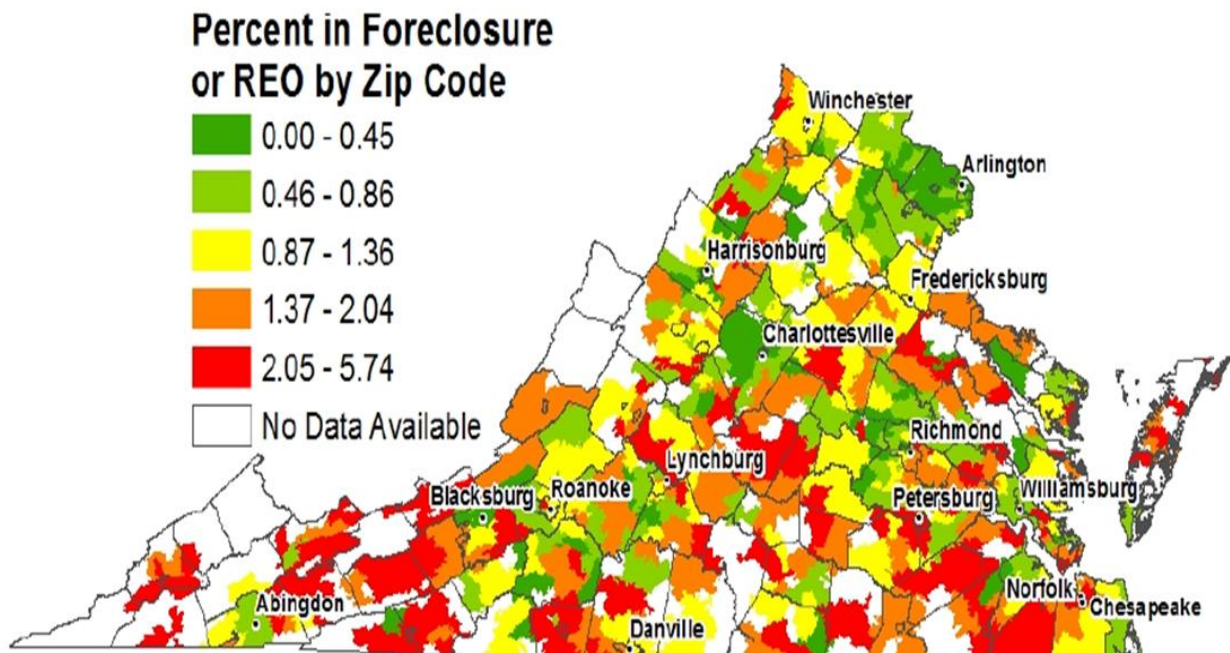 Percent in Foreclosure
or REO by Zip Code
0.00 - 0.45
0.46 - 0.86
0.87 - 1.36
1.37 - 2.04
2.05 - 5.74
No Data Available
Winchester
Arlington
Harrisonburg
Fredericksburg
Charlottesville
Richmond
Lynchburg
Blacksburg
Roanoke
Petersburg
Williamsburg
Abingdon
Norfolk
Chesapeake
Danville